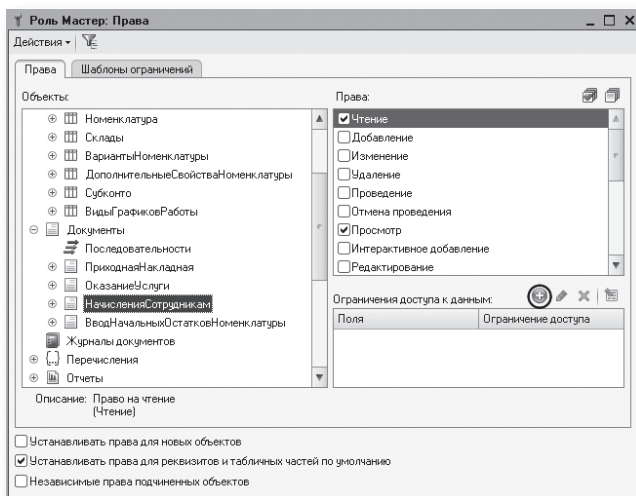 Роль Мастер: Права
Действия
Права
Шаблоны ограничений
Объекты:
Номенклатура
Склады
ВариантыНоменклатуры
ДополнительныеСвойстваНоменклатуры
Субконто
ВидыГрафиковРаботы
Документы
Последовательности
ПриходнаяНакладная
ОказаниеУслуги
НачисленияСотрудникам
ВводНачальныхОстатковНоменклатуры
Журналы документов
Перечисления
Отчеты
Права:
Чтение
Добавление
Изменение
Удаление
Проведение
Отмена проведения
Просмотр
Интерактивное добавление
Редактирование
Ограничения доступа к данным:
Поля Ограничение доступа
Описание: Право на чтение
(Чтение)
Устанавливать права для новых объектов
Устанавливать права для реквизитов и табличных частей по умолчанию
Независимые права подчиненных объектов